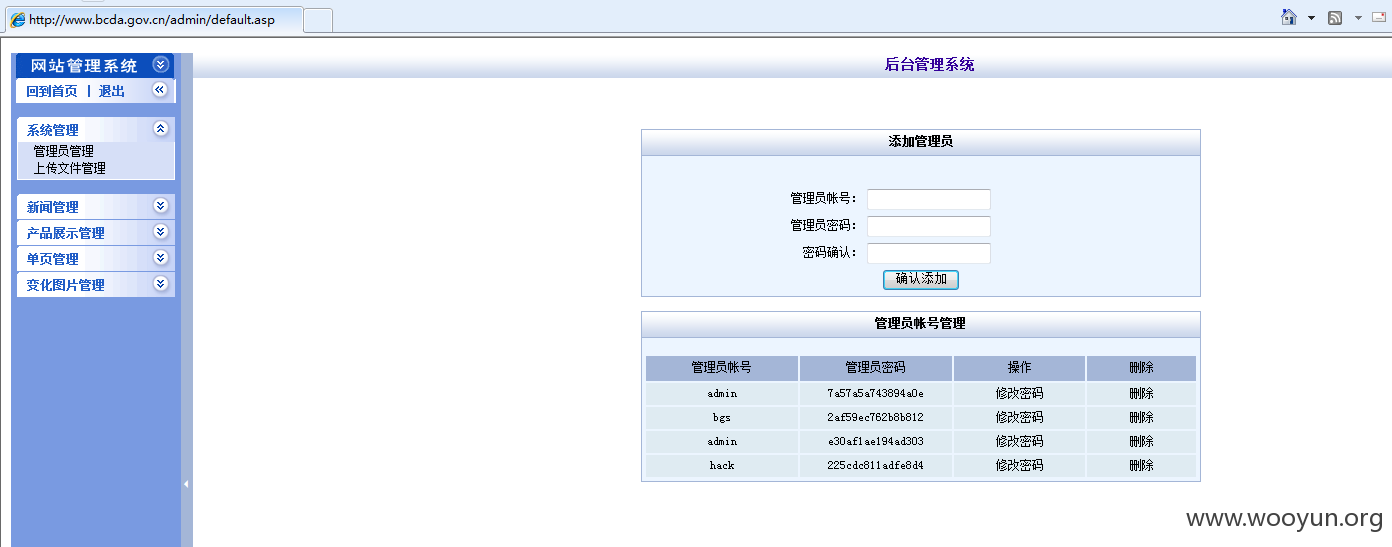 http://www.bcda.gov.cn/admin/default.asp
网站管理系统
回到首页 | 退出
系统管理
管理员管理
上传文件管理
新闻管理
产品展示管理
单页管理
变化图片管理
后台管理系统
添加管理员
管理员帐号：
管理员密码：
密码确认：
确认添加
管理员帐号管理
管理员帐号 管理员密码 操作 删除
admin 7a57a5a743894a0e 修改密码 删除
bgs 2af59ec762b8b812 修改密码 删除
admin e30af1ae194ad303 修改密码 删除
hack 225cdc811adfe8d4 修改密码 删除
www.wooyun.org